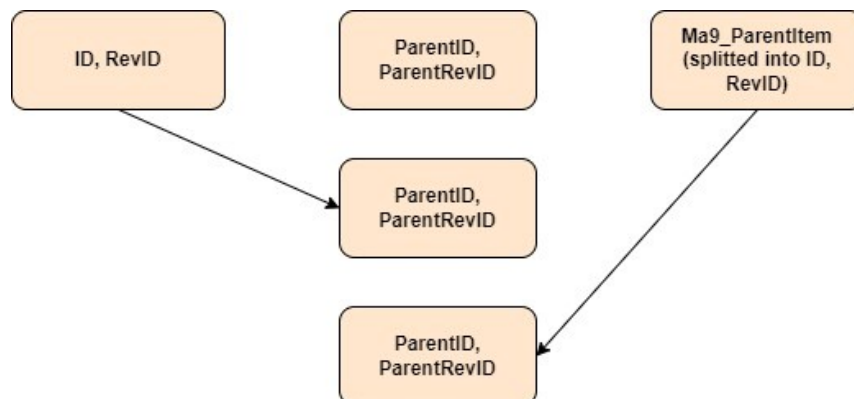 ID, RevID
ParentID,
ParentRevID
Ma9_ParentItem
(splitted into ID,
RevID)
ParentID,
ParentRevID
ParentID,
ParentRevID